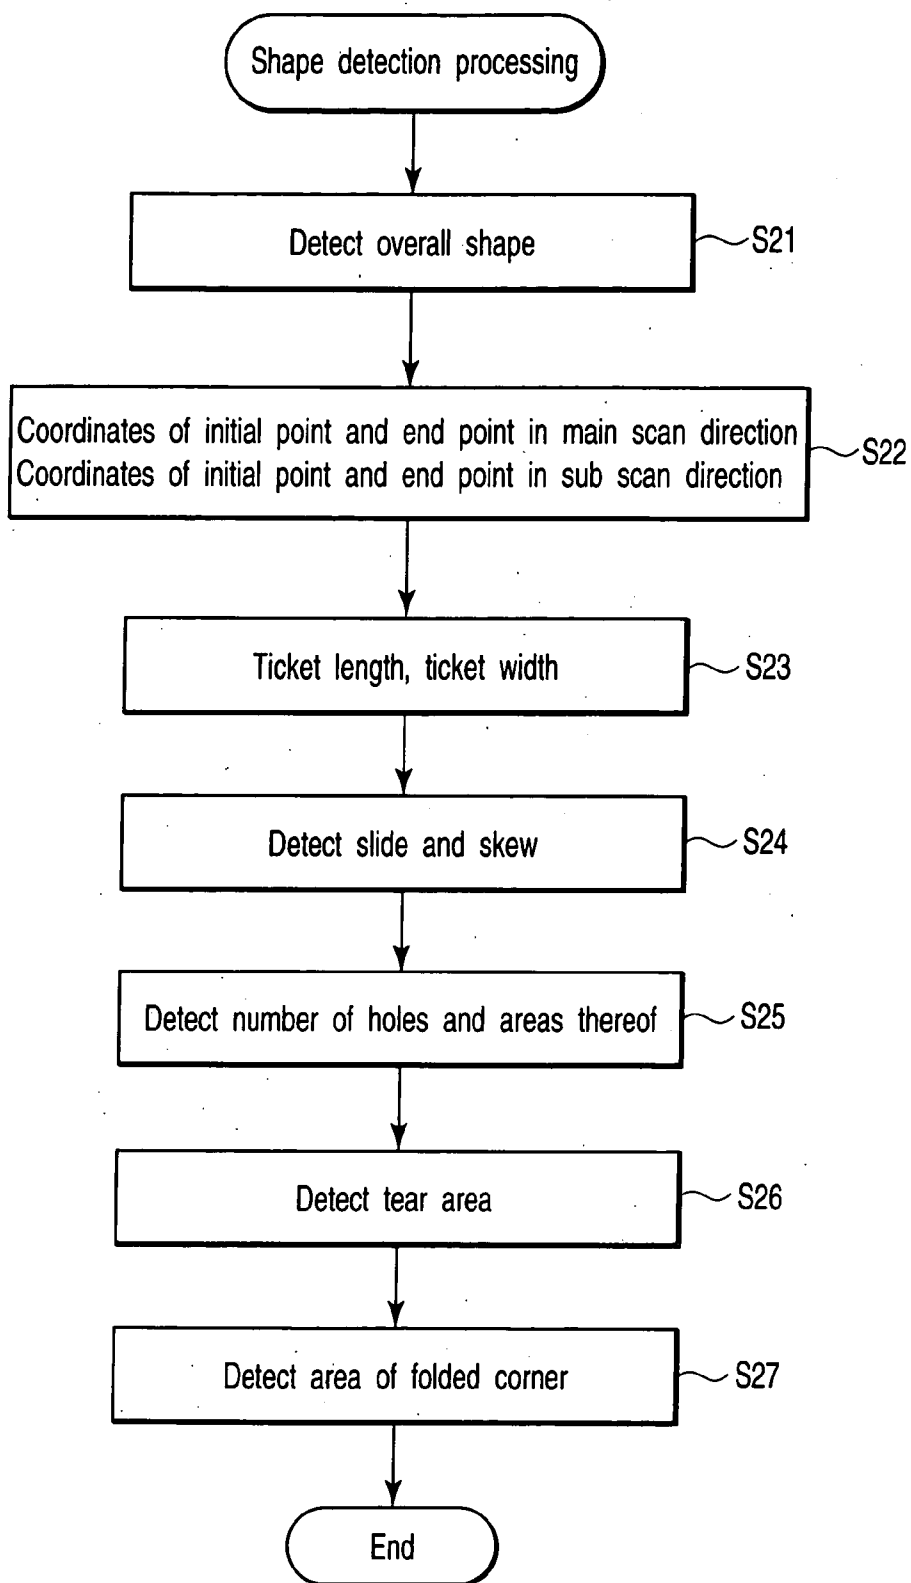 Shape detection processing
Detect overall shape
S21
Coordinates of initial point and end point in main scan direction
Coordinates of initial point and end point in sub scan direction
S22
Ticket length, ticket width
S23
Detect slide and skew
S24
Detect number of holes and areas thereof
S25
Detect tear area
S26
Detect area of folded corner
S27
End